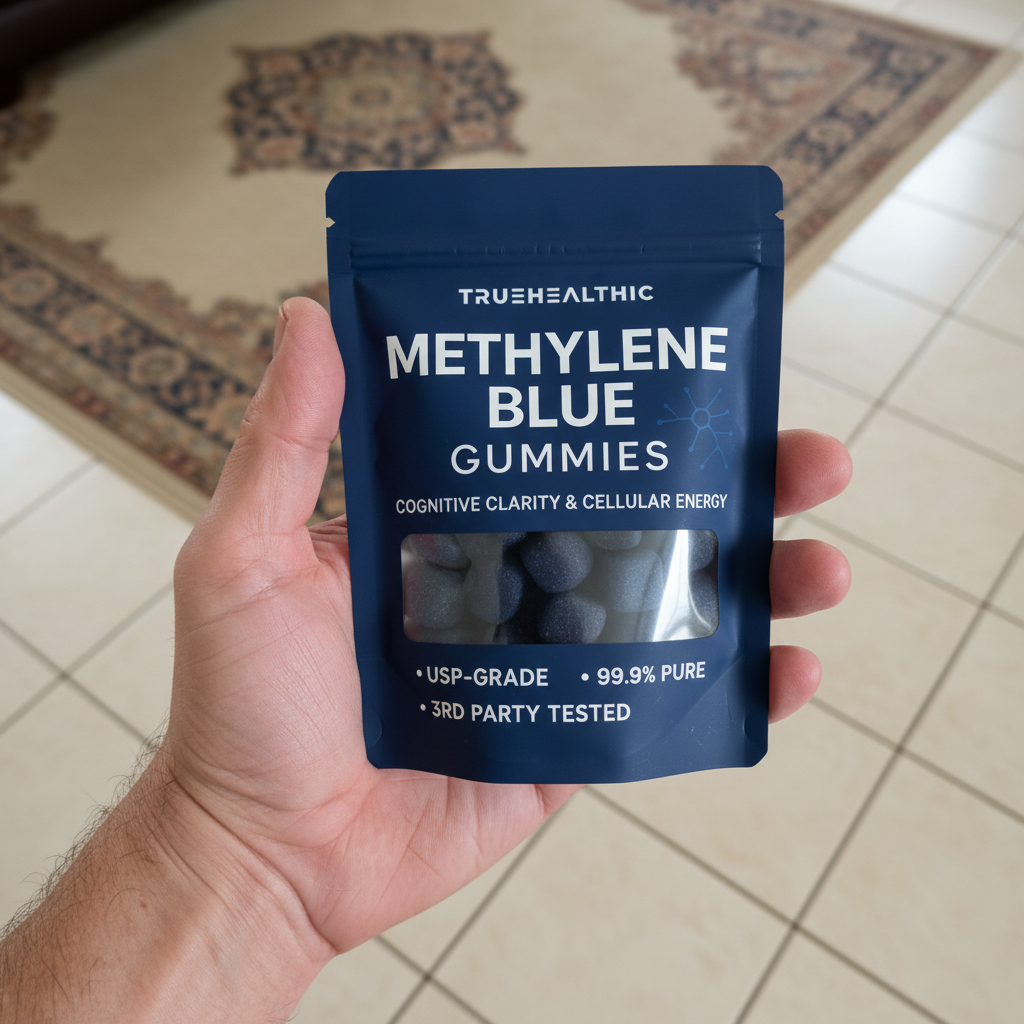 TRUEHEALTHIC
METHYLENE
BLUE
GUMMIES
COGNITIVE CLARITY & CELLULAR ENERGY
• USP-GRADE • 99.9% PURE
• 3RD PARTY TESTED